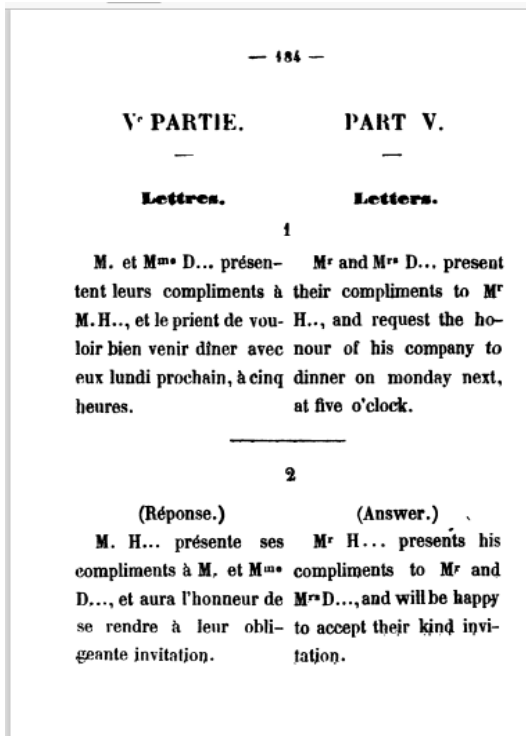 — 184 —
Ve PARTIE.
Lettres.
PART V.
Letters.
1
M. et Mme D... présen-
tent leurs compliments à
M.H.., et le prient de vou-
loir bien venir dîner avec
eux lundi prochain, à cinq
heures.
Mr and Mrs D... present
their compliments to Mr
H.., and request the ho-
nour of his company to
dinner on monday next,
at five o'clock.
2
(Réponse.)
M. H... présente ses
compliments à M. et Mme
D..., et aura l'honneur de
se rendre à leur obli-
geante invitation.
(Answer.)
Mr H... presents his
compliments to Mr and
Mrs D..., and will be happy
to accept their kind invi-
tation.